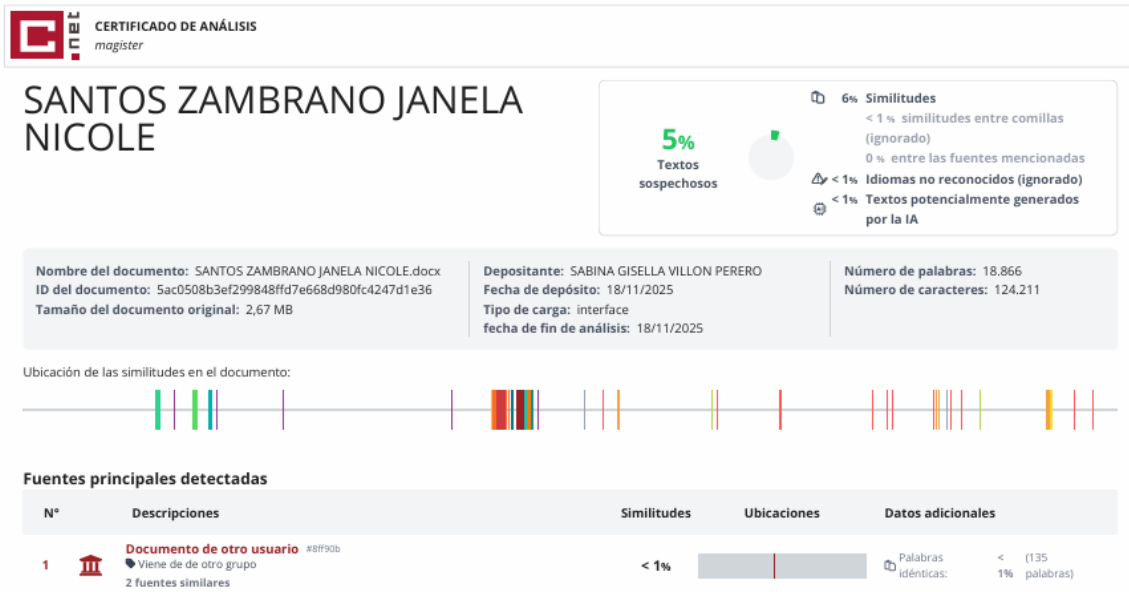 C
.net
CERTIFICADO DE ANÁLISIS
magister
SANTOS ZAMBRANO JANELA
NICOLE
5%
Textos
sospechosos
6% Similitudes
< 1 % similitudes entre comillas
(ignorado)
0 % entre las fuentes mencionadas
< 1% Idiomas no reconocidos (ignorado)
< 1% Textos potencialmente generados
por la IA
Nombre del documento: SANTOS ZAMBRANO JANELA NICOLE.docx
ID del documento: 5ac0508b3ef299848ffd7e668d980fc4247d1e36
Tamaño del documento original: 2,67 MB
Depositante: SABINA GISELLA VILLON PERERO
Fecha de depósito: 18/11/2025
Tipo de carga: interface
fecha de fin de análisis: 18/11/2025
Número de palabras: 18.866
Número de caracteres: 124.211
Ubicación de las similitudes en el documento:
Fuentes principales detectadas
N° Descripciones Similitudes Ubicaciones Datos adicionales
1 Documento de otro usuario #8ff90b
Viene de de otro grupo
2 fuentes similares
< 1%
Palabras idénticas: < 1% (135 palabras)